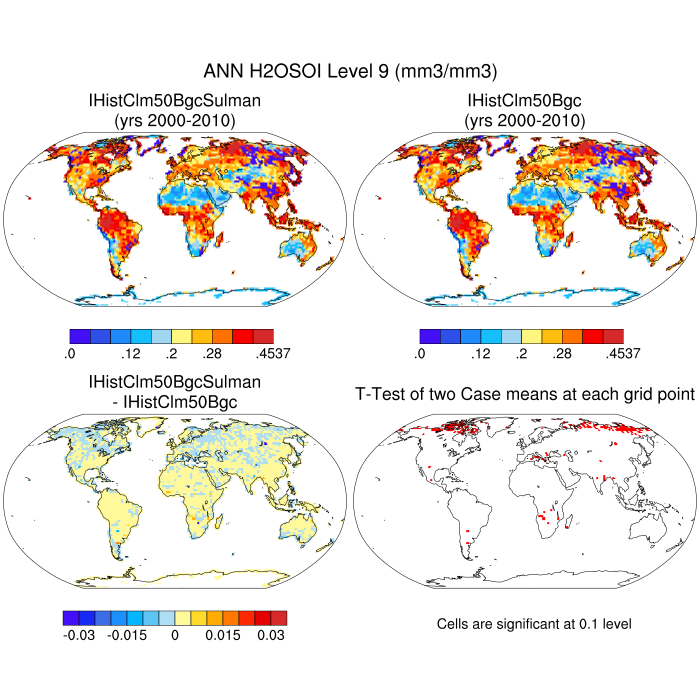 ANN H2OSOI Level 9 (mm3/mm3)
IHistClm50BgcSulman
(yrs 2000-2010)
IHistClm50Bgc
(yrs 2000-2010)
.0 .12 .2 .28 .4537
.0 .12 .2 .28 .4537
IHistClm50BgcSulman
- IHistClm50Bgc
T-Test of two Case means at each grid point
-0.03 -0.015 0 0.015 0.03
Cells are significant at 0.1 level